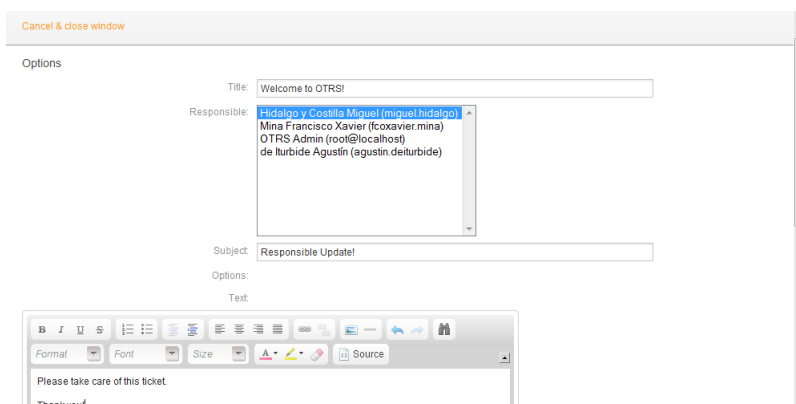 Cancel & close window
Options
Title: Welcome to OTRS!
Responsible: Hidalgo y Costilla Miguel (miguel.hidalgo)
Mina Francisco Xavier (fcoxavier.mina)
OTRS Admin (root@localhost)
de Iturbide Agustín (agustin.deiturbide)
Subject: Responsible Update!
Options:
Text:
B I U S
Format Font Size A Source
Please take care of this ticket.